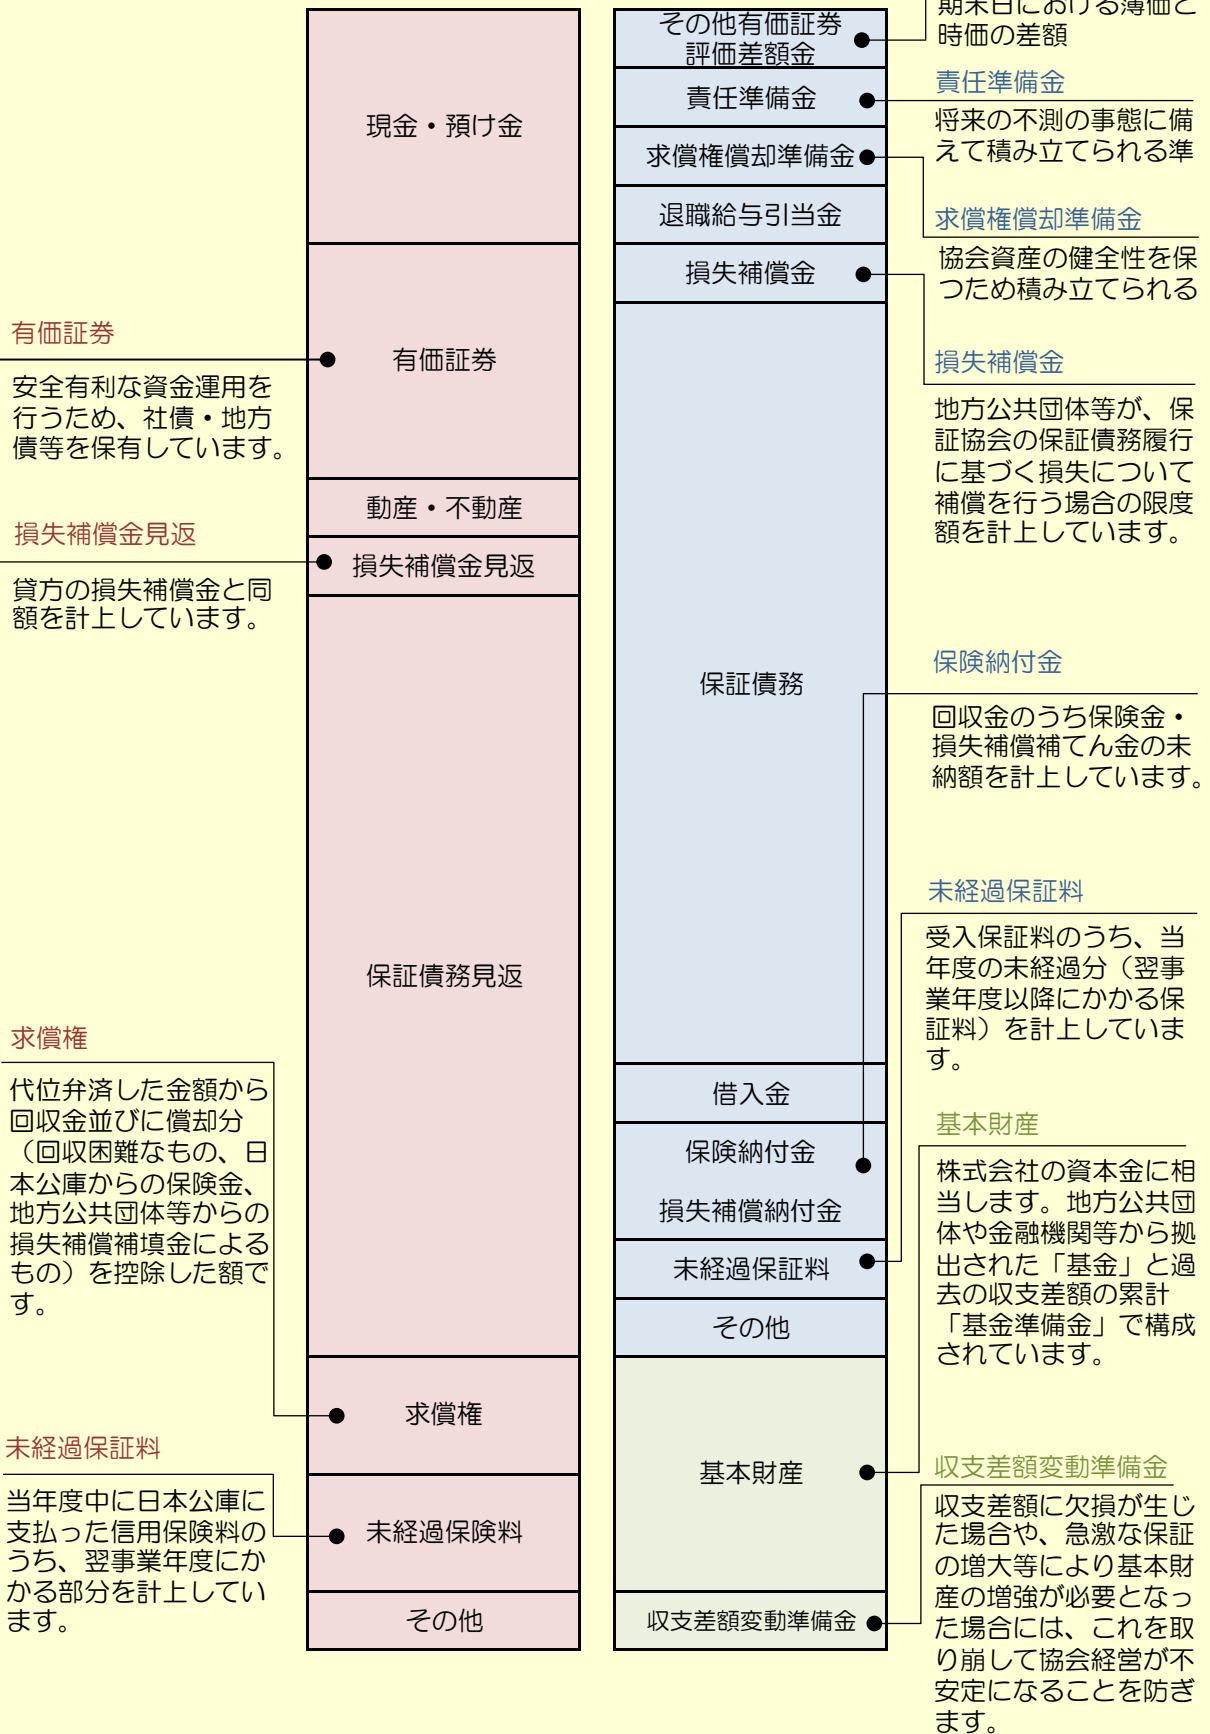 有価証券
安全有利な資金運用を
行うため、社債・地方
債等を保有しています。
損失補償金見返
貸方の損失補償金と同
額を計上しています。
求償権
代位弁済した金額から
回収金並びに償却分
（回収困難なもの、日
本公庫からの保険金、
地方公共団体等からの
損失補償補填金による
もの）を控除した額で
す。
未経過保証料
当年度中に日本公庫に
支払った信用保険料の
うち、翌事業年度にか
かる部分を計上してい
ます。
現金・預け金
有価証券
動産・不動産
損失補償金見返
保証債務見返
求償権
未経過保険料
その他
その他有価証券
評価差額金
責任準備金
求償権償却準備金
退職給与引当金
損失補償金
保証債務
借入金
保険納付金
損失補償納付金
未経過保証料
その他
基本財産
収支差額変動準備金
期末日における簿価と
時価の差額
責任準備金
将来の不測の事態に備
えて積み立てられる準
求償権償却準備金
協会資産の健全性を保
つため積み立てられる
損失補償金
地方公共団体等が、保
証協会の保証債務履行
に基づく損失について
補償を行う場合の限度
額を計上しています。
保険納付金
回収金のうち保険金・
損失補償補てん金の未
納額を計上しています。
未経過保証料
受入保証料のうち、当
年度の未経過分（翌事
業年度以降にかかる保
証料）を計上していま
す。
基本財産
株式会社の資本金に相
当します。地方公共団
体や金融機関等から拠
出された「基金」と過
去の収支差額の累計
「基金準備金」で構成
されています。
収支差額変動準備金
収支差額に欠損が生じ
た場合や、急激な保証
の増大等により基本財
産の増強が必要となっ
た場合には、これを取
り崩して協会経営が不
安定になることを防ぎ
ます。